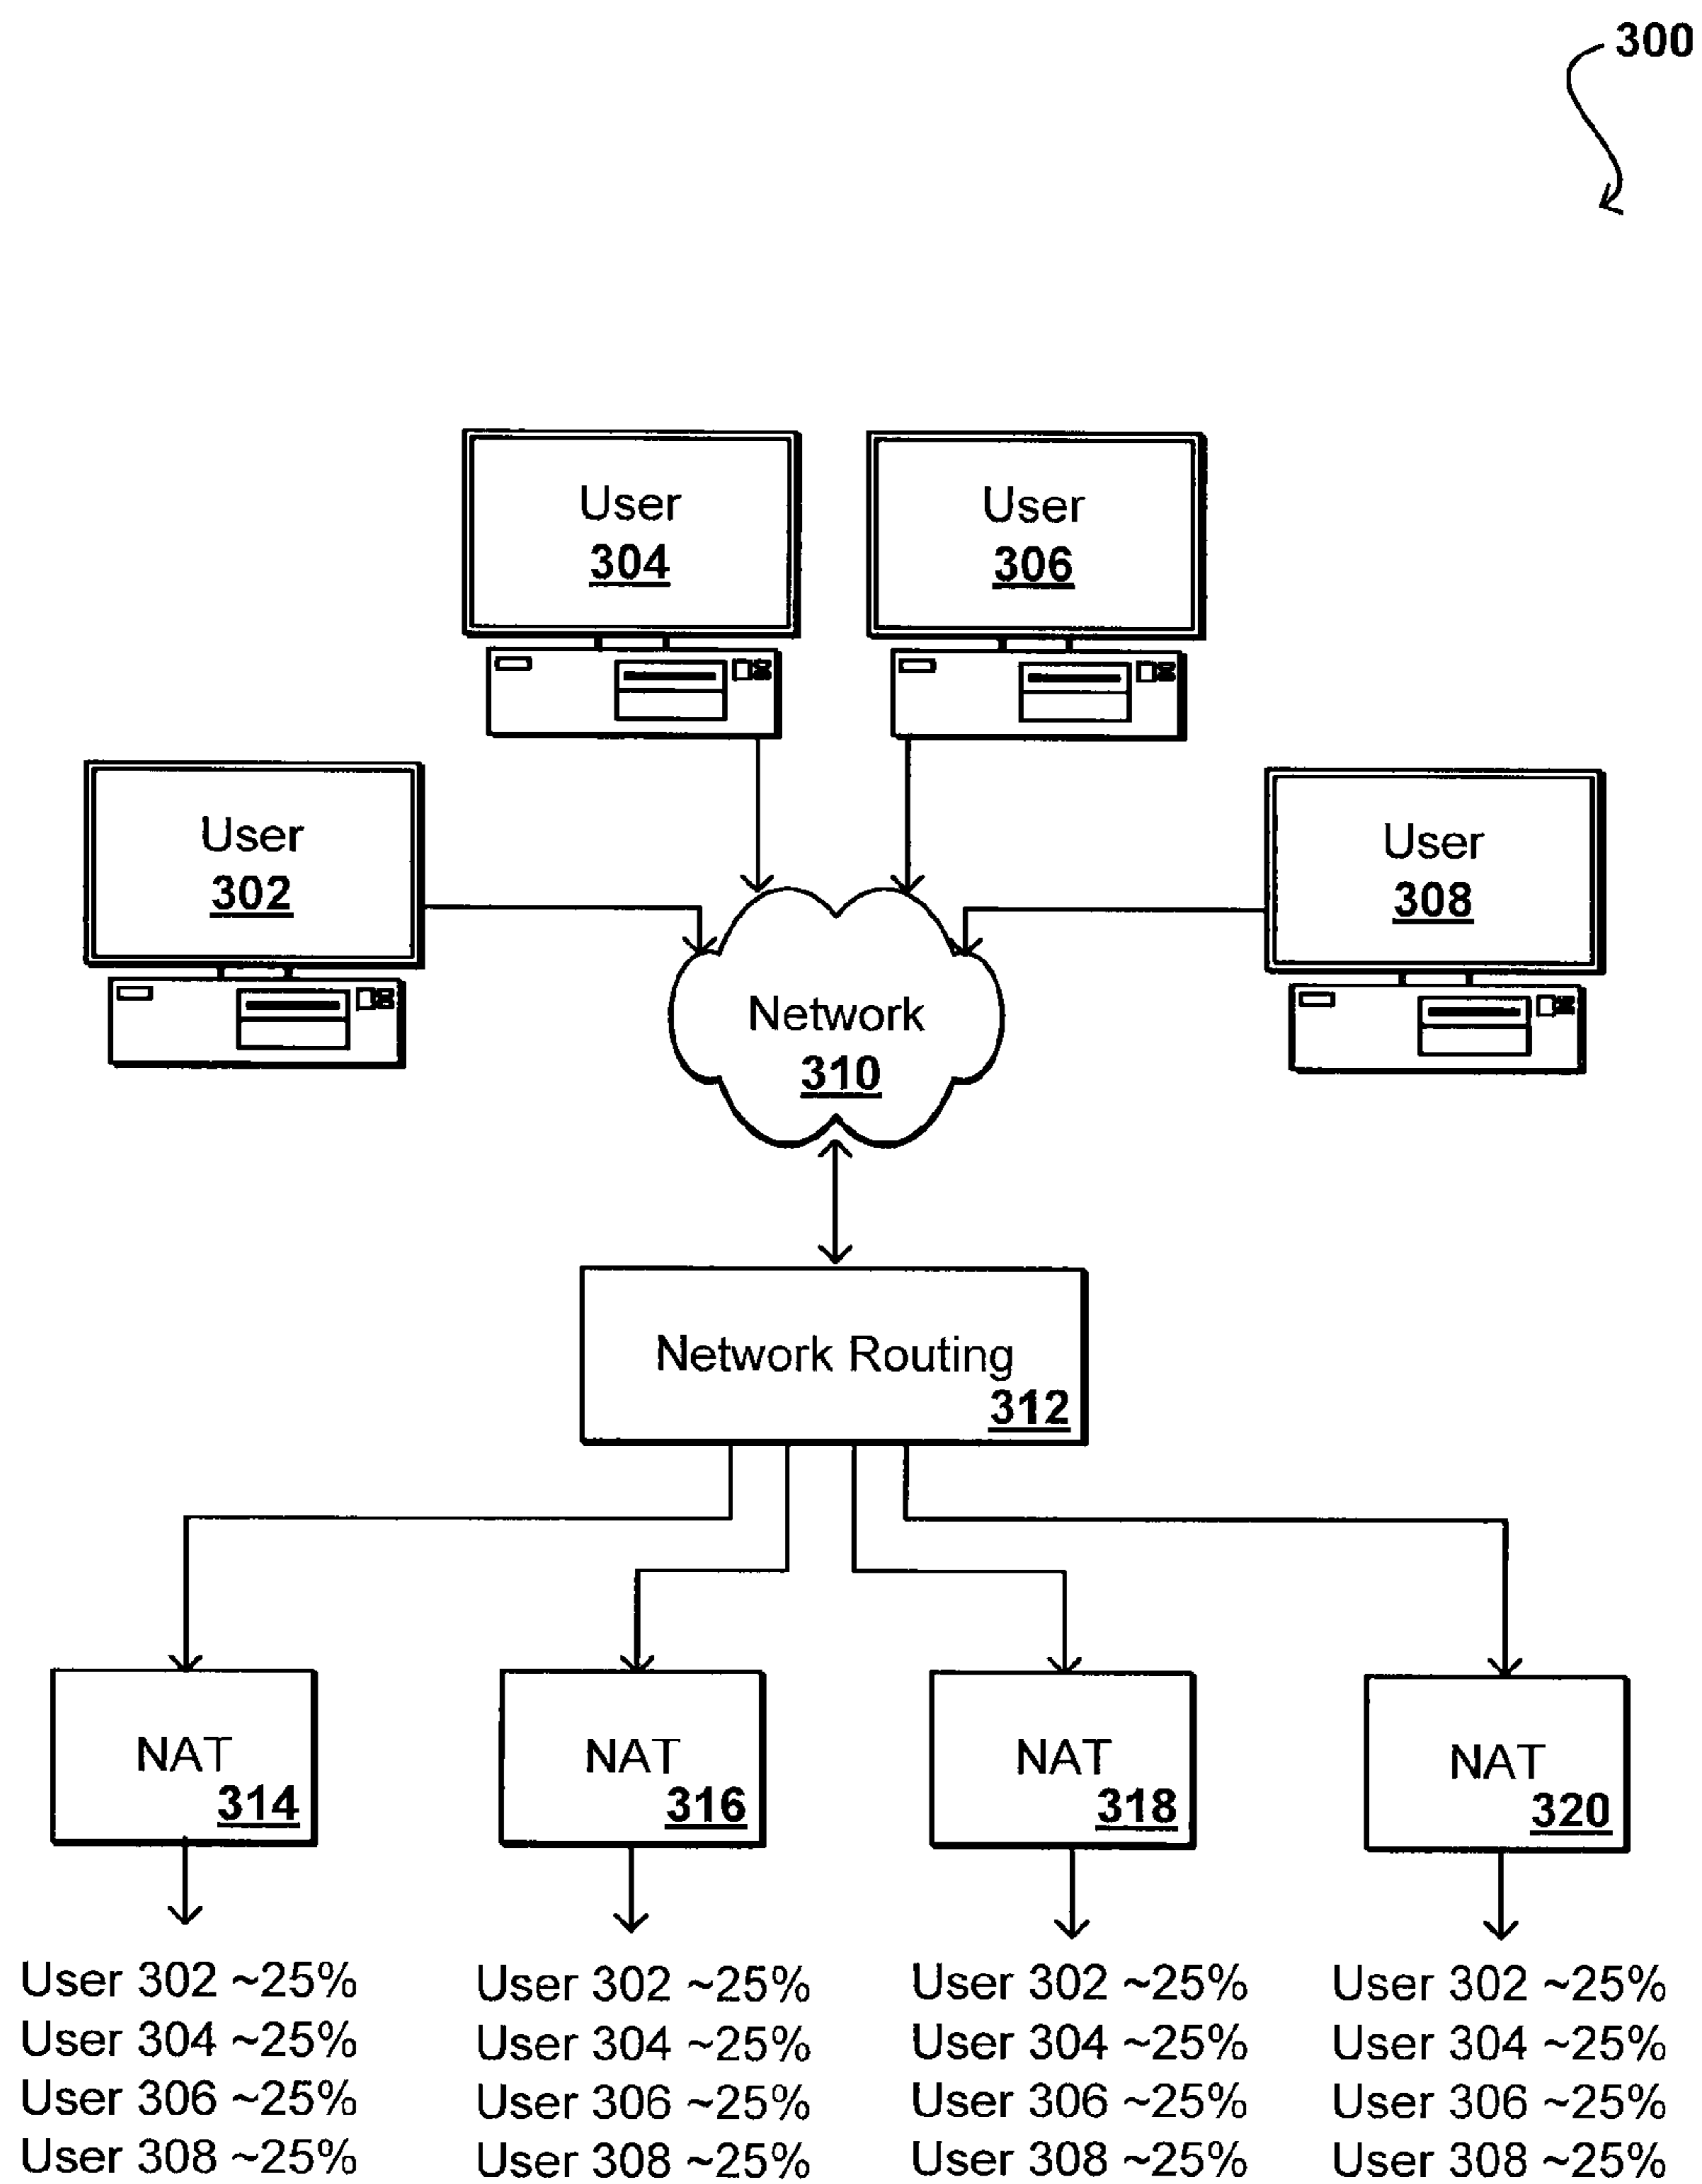 300
User
304
User
306
User
302
User
308
Network
310
Network Routing
312
NAT
314
NAT
316
NAT
318
NAT
320
User 302 ~25%
User 304 ~25%
User 306 ~25%
User 308 ~25%
User 302 ~25%
User 304 ~25%
User 306 ~25%
User 308 ~25%
User 302 ~25%
User 304 ~25%
User 306 ~25%
User 308 ~25%
User 302 ~25%
User 304 ~25%
User 306 ~25%
User 308 ~25%